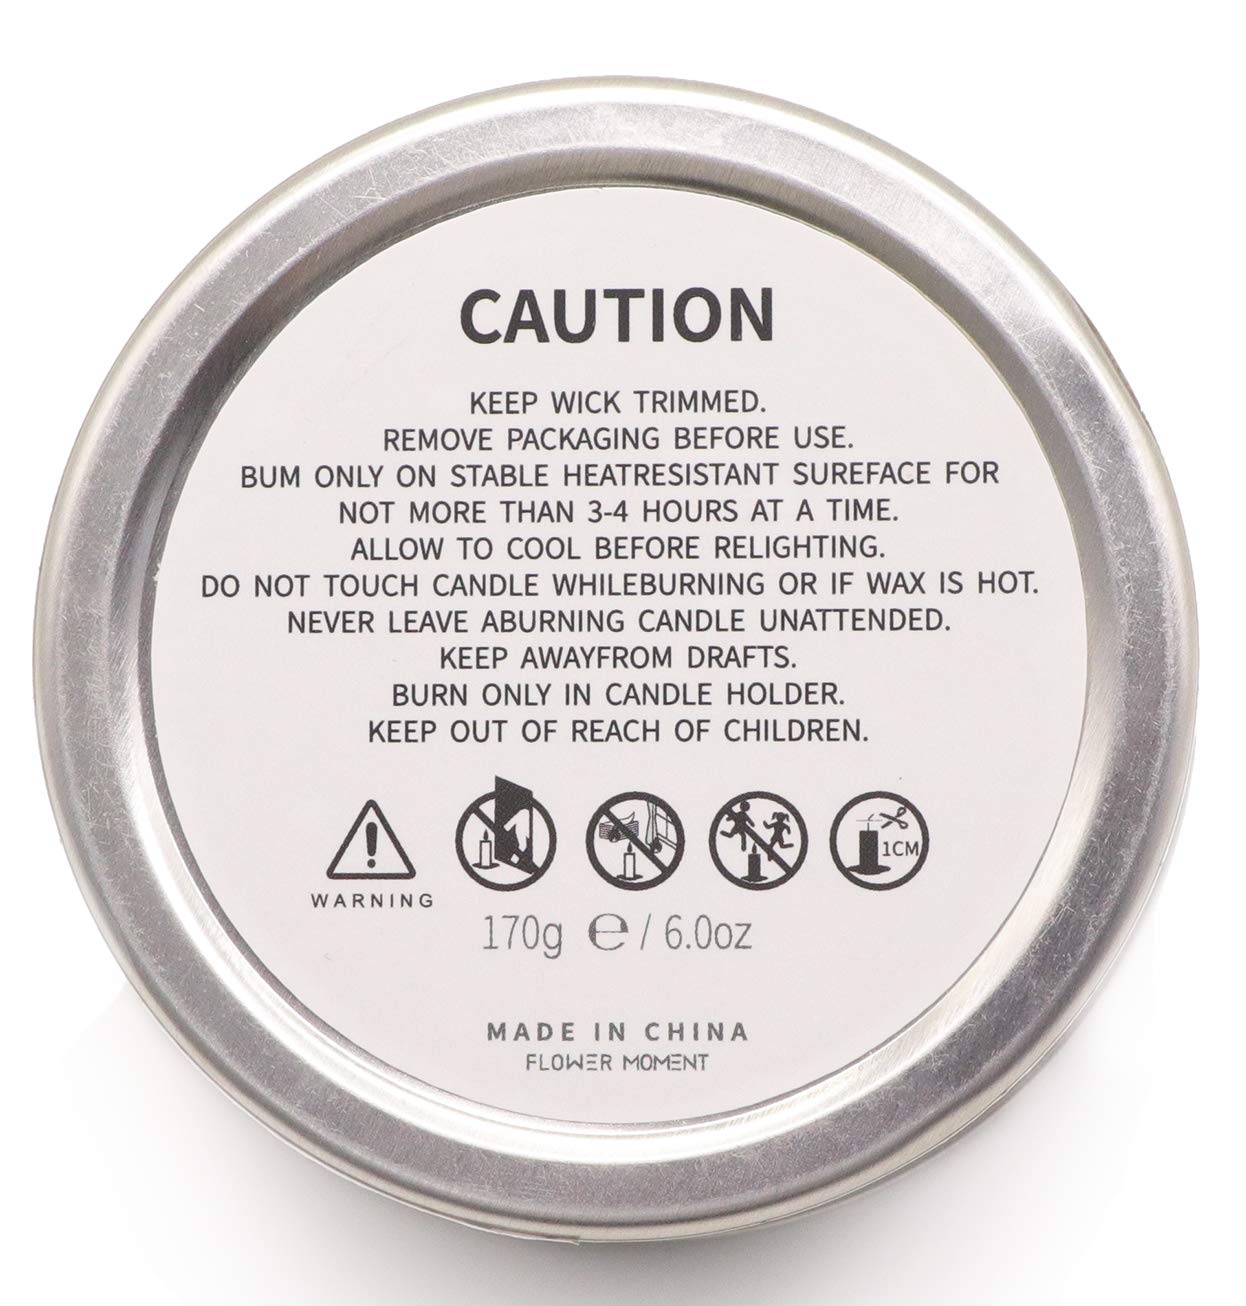 CAUTION
KEEP WICK TRIMMED.
REMOVE PACKAGING BEFORE USE.
BUM ONLY ON STABLE HEATRESISTANT SUREFACE FOR
NOT MORE THAN 3-4 HOURS AT A TIME.
ALLOW TO COOL BEFORE RELIGHTING.
DO NOT TOUCH CANDLE WHILEBURNING OR IF WAX IS HOT.
NEVER LEAVE ABURNING CANDLE UNATTENDED.
KEEP AWAYFROM DRAFTS.
BURN ONLY IN CANDLE HOLDER.
KEEP OUT OF REACH OF CHILDREN.
1CM
WARNING
170g ℮ / 6.0oz
MADE IN CHINA
FLOWER MOMENT